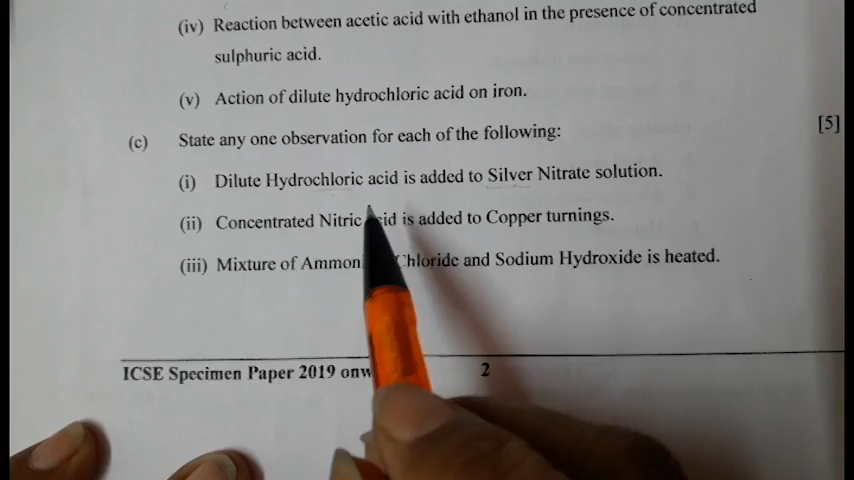 (iv) Reaction between acetic acid with ethanol in the presence of concentrated
sulphuric acid.
(v) Action of dilute hydrochloric acid on iron.
(c) State any one observation for each of the following: [5]
(i) Dilute Hydrochloric acid is added to Silver Nitrate solution.
(ii) Concentrated Nitric acid is added to Copper turnings.
(iii) Mixture of Ammon Chloride and Sodium Hydroxide is heated.
ICSE Specimen Paper 2019 onw 2